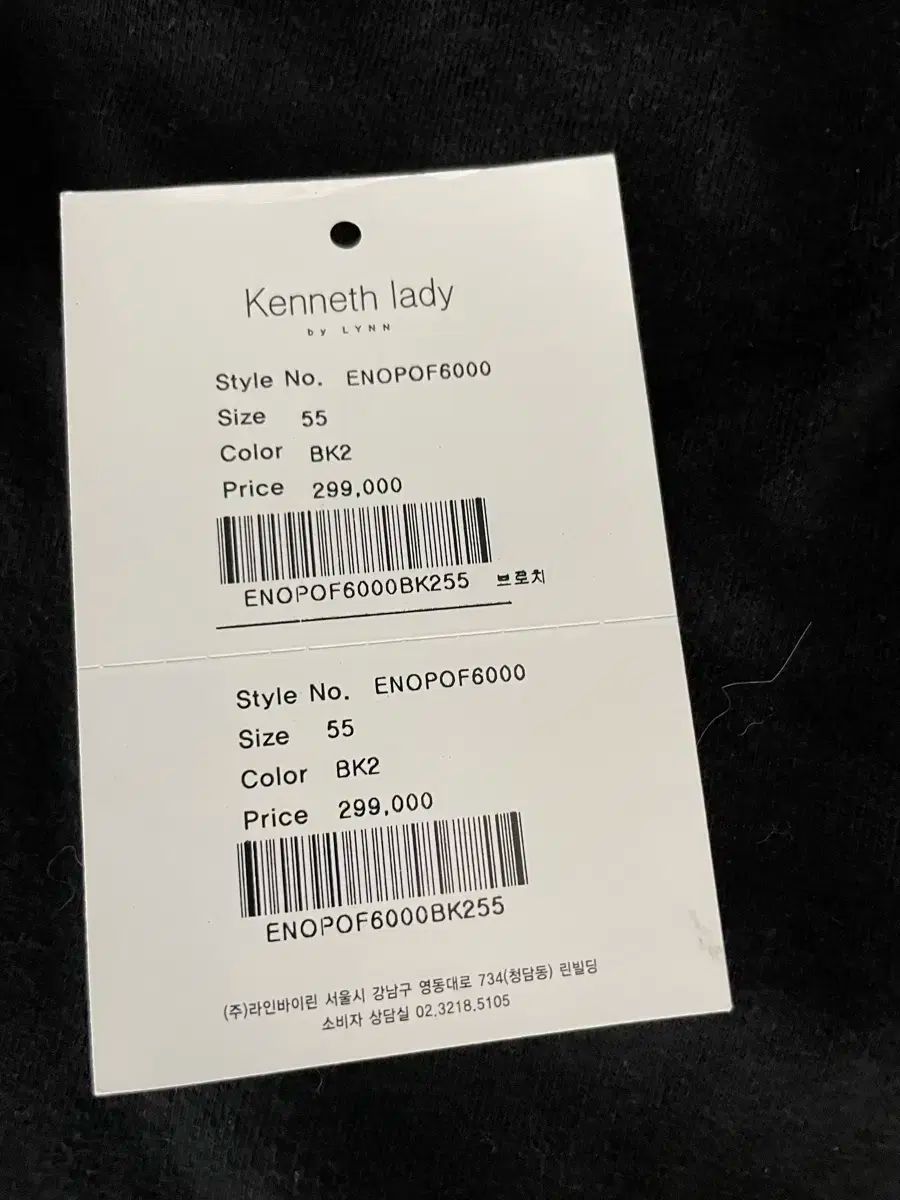 Kenneth lady
by LYNN
Style No. ENOPOF6000
Size 55
Color BK2
Price 299,000
ENOPOF6000BK255 브로치
Style No. ENOPOF6000
Size 55
Color BK2
Price 299,000
ENOPOF6000BK255
(주)라인바이린 서울시 강남구 영동대로 734(청담동) 린빌딩
소비자 상담실 02.3218.5105